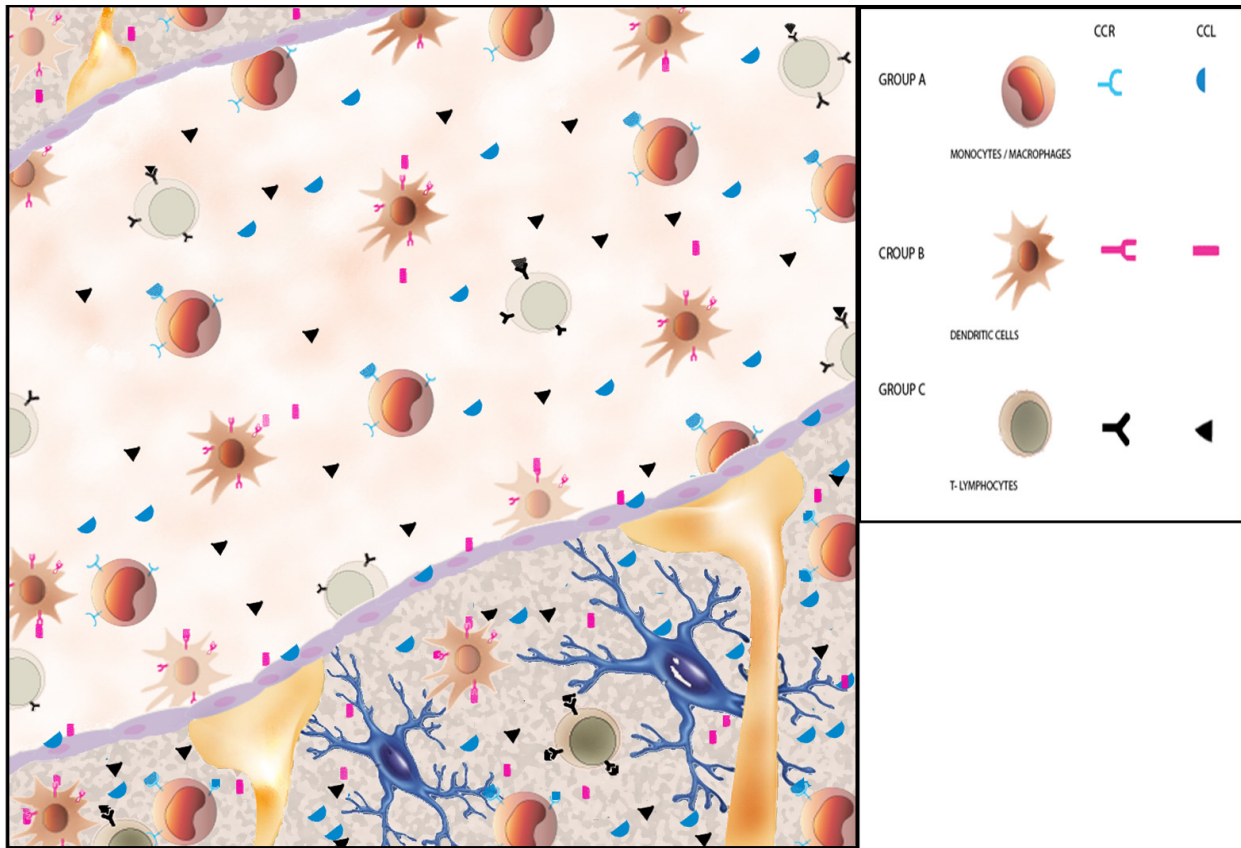 CCR CCL
GROUP A
MONOCYTES / MACROPHAGES
CROUP B
DENDRITIC CELLS
GROUP C
T- LYMPHOCYTES